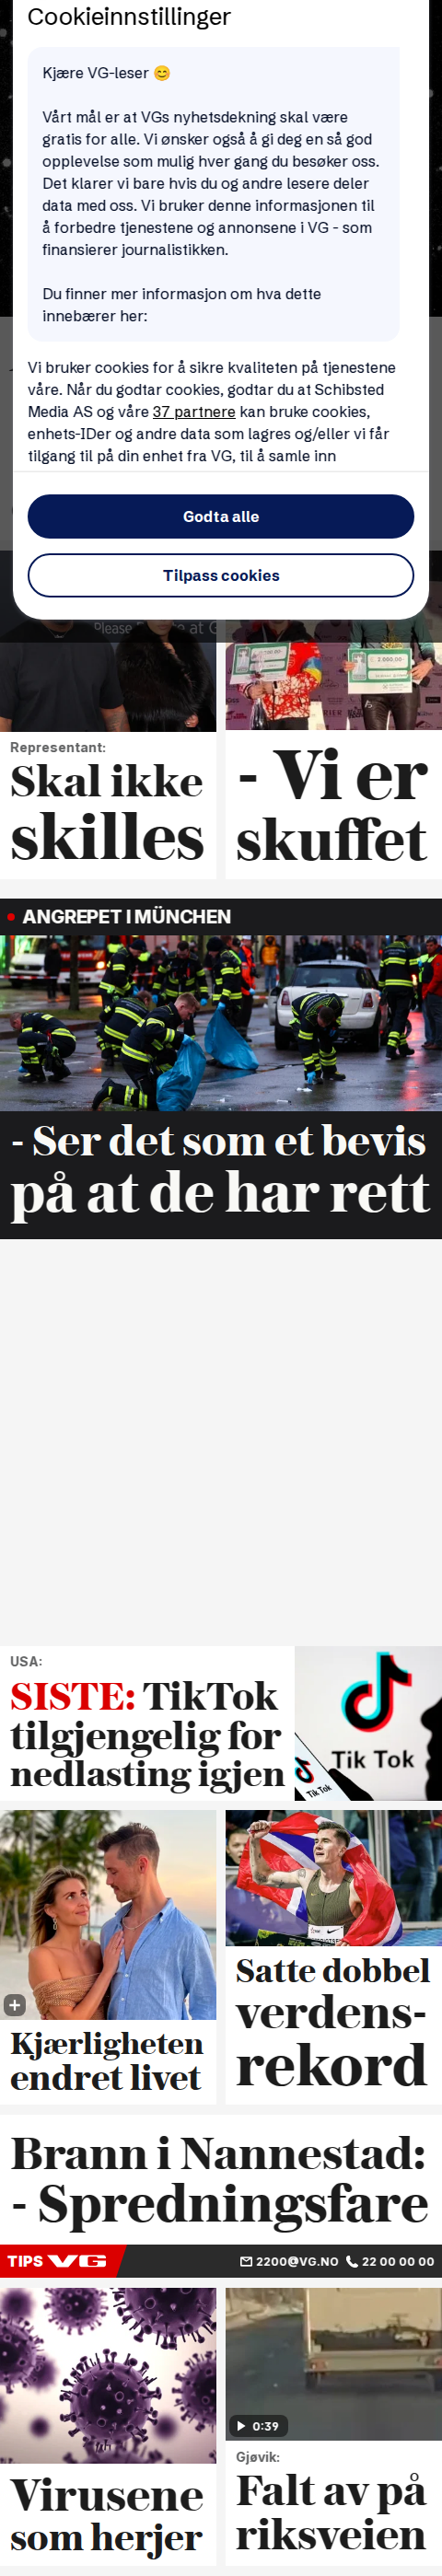 Cookieinnstillinger
Kjære VG-leser 😊
Vårt mål er at VGs nyhetsdekning skal være
gratis for alle. Vi ønsker også å gi deg en så god
opplevelse som mulig hver gang du besøker oss.
Det klarer vi bare hvis du og andre lesere deler
data med oss. Vi bruker denne informasjonen til
å forbedre tjenestene og annonsene i VG - som
finansierer journalistikken.
Du finner mer informasjon om hva dette
innebærer her:
Vi bruker cookies for å sikre kvaliteten på tjenestene
våre. Når du godtar cookies, godtar du at Schibsted
Media AS og våre 37 partnere kan bruke cookies,
enhets-IDer og andre data som lagres og/eller vi får
tilgang til på din enhet fra VG, til å samle inn
Godta alle
Tilpass cookies
Please
at G
2.000,-
Representant:
Skal ikke
skilles
- Vi er
skuffet
ANGREPET I MÜNCHEN
- Ser det som et bevis
på at de har rett
USA:
SISTE: TikTok
tilgjengelig for
nedlasting igjen
Tik Tok
Tik Tok
Kjærligheten
endret livet
Satte dobbel
verdens-
rekord
Brann i Nannestad:
- Spredningsfare
TIPS VG
2200@VG.NO 22 00 00 00
Virusene
som herjer
0:39
Gjøvik:
Falt av på
riksveien